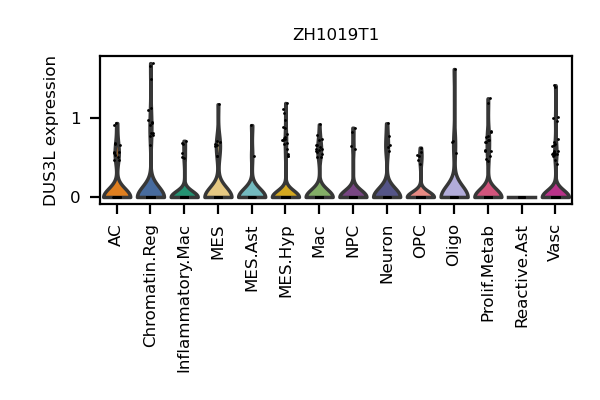 ZH1019T1
DUS3L expression
1
0
AC
Chromatin.Reg
Inflammatory.Mac
MES
MES.Ast
MES.Hyp
Mac
NPC
Neuron
OPC
Oligo
Prolif.Metab
Reactive.Ast
Vasc